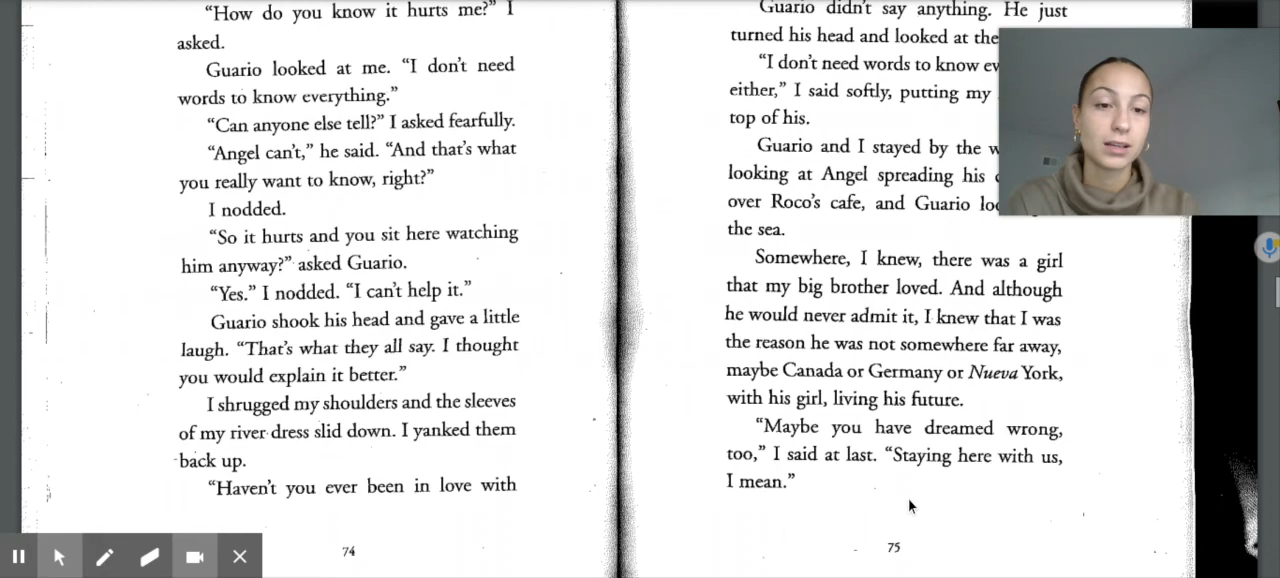 “How do you know it hurts me?” I
asked.
Guario looked at me. “I don’t need
words to know everything.”
“Can anyone else tell?” I asked fearfully.
“Angel can’t,” he said. “And that’s what
you really want to know, right?”
I nodded.
“So it hurts and you sit here watching
him anyway?” asked Guario.
“Yes.” I nodded. “I can’t help it.”
Guario shook his head and gave a little
laugh. “That’s what they all say. I thought
you would explain it better.”
I shrugged my shoulders and the sleeves
of my river dress slid down. I yanked them
back up.
“Haven’t you ever been in love with
74
Guario didn’t say anything. He just
turned his head and looked at the
“I don’t need words to know
either,” I said softly, putting my
top of his.
Guario and I stayed by the
looking at Angel spreading his
over Roco’s cafe, and Guario
the sea.
Somewhere, I knew, there was a girl
that my big brother loved. And although
he would never admit it, I knew that I was
the reason he was not somewhere far away,
maybe Canada or Germany or Nueva York,
with his girl, living his future.
“Maybe you have dreamed wrong,
too,” I said at last. “Staying here with us,
I mean.”
75